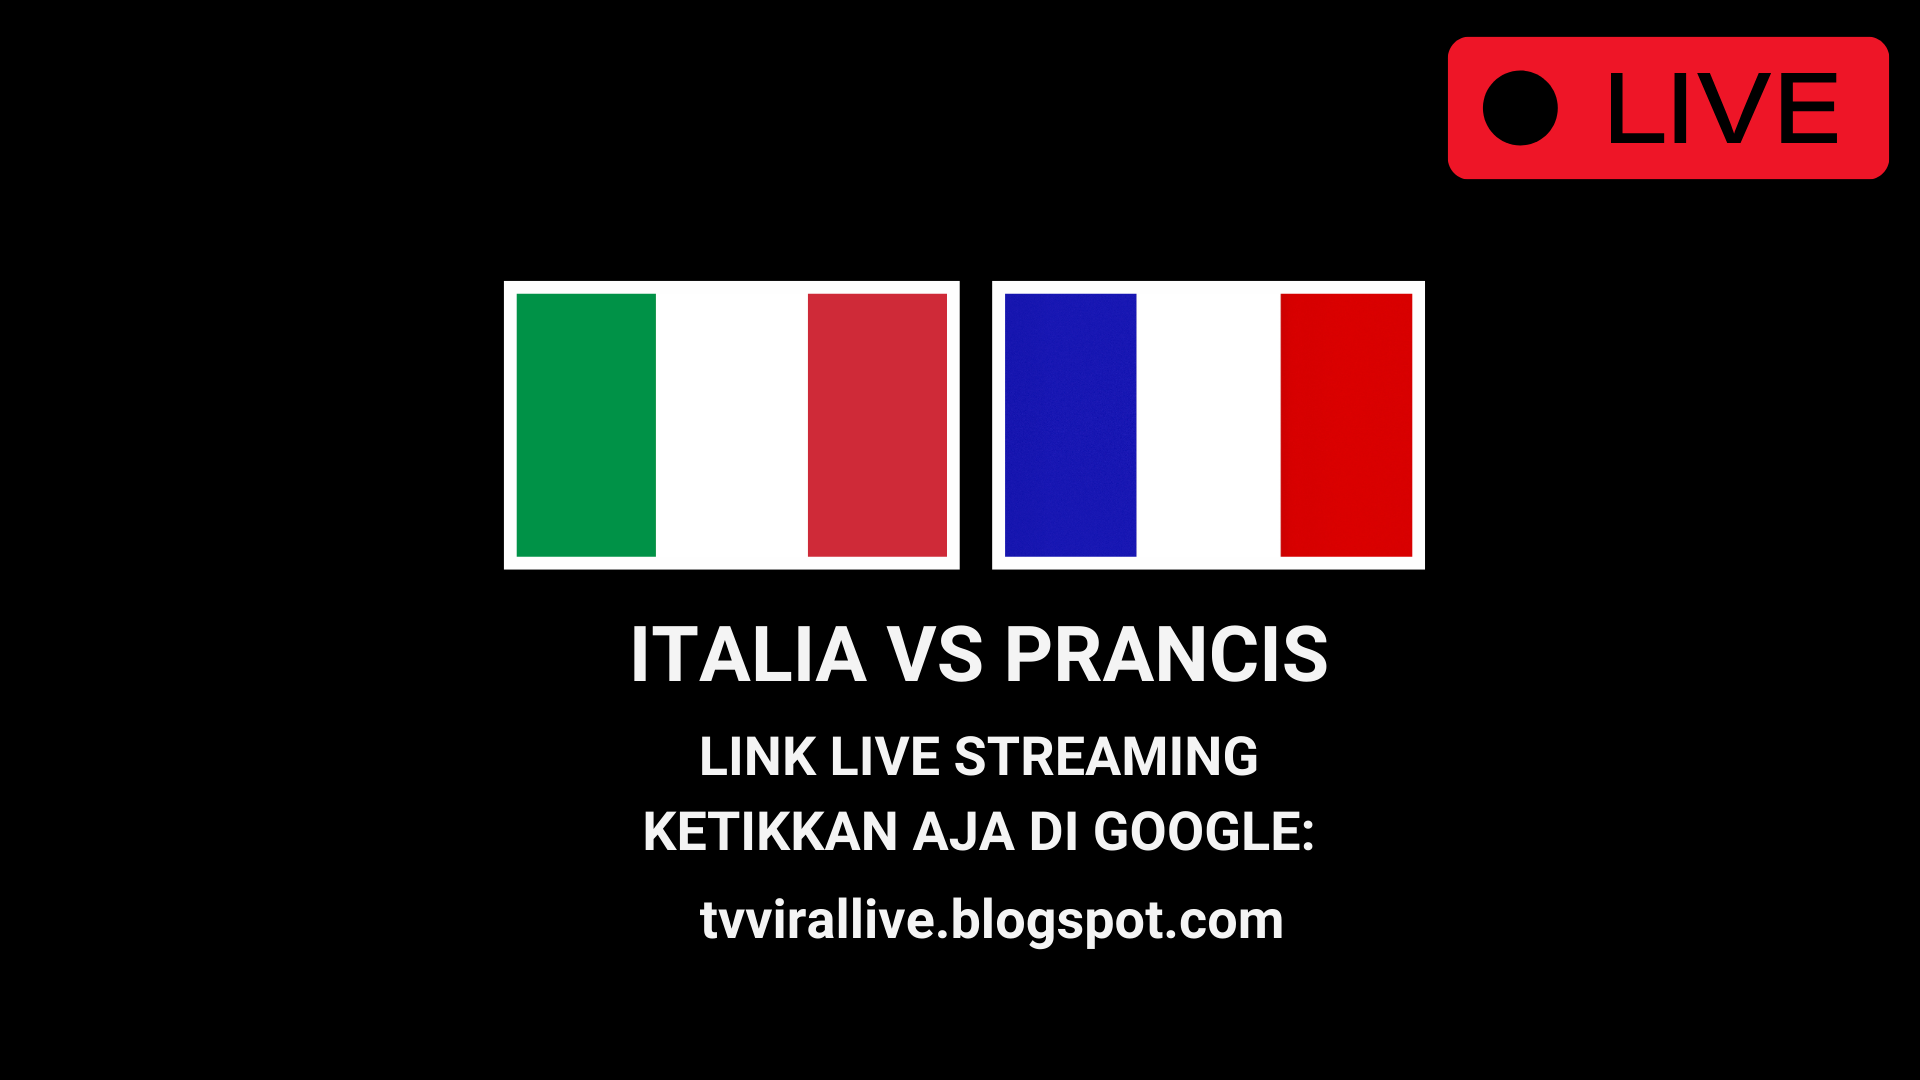 LIVE
ITALIA VS PRANCIS
LINK LIVE STREAMING
KETIKKAN AJA DI GOOGLE:
tvvirallive.blogspot.com